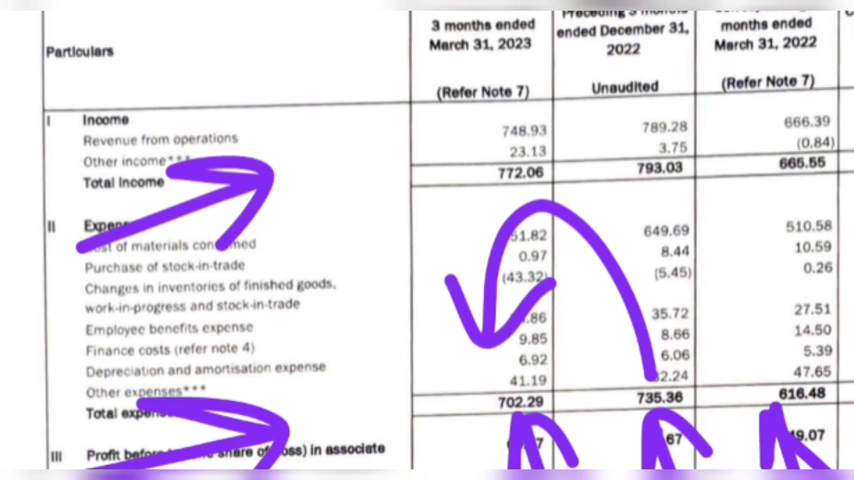 Particulars
3 months ended
March 31, 2023
(Refer Note 7)
Preceding 3 months
ended December 31,
2022
Unaudited
months ended
March 31, 2022
(Refer Note 7)
I Income
Revenue from operations 748.93 789.28 666.39
Other income*** 23.13 3.75 (0.84)
Total Income 772.06 793.03 665.55
II
of materials 649.69 510.58
Purchase of stock-in-trade 0.97 8.44 10.59
Changes in inventories of finished goods, (43.32) (5.45) 0.26
work-in-progress and stock-in-trade
Employee benefits expense 35.72 27.51
Finance costs (refer note 4) 9.85 8.66 14.50
Depreciation and amortisation expense 6.92 6.06 5.39
Other expenses*** 41.19 47.65
Total 702.29 735.36 616.48
III Profit share of in associate